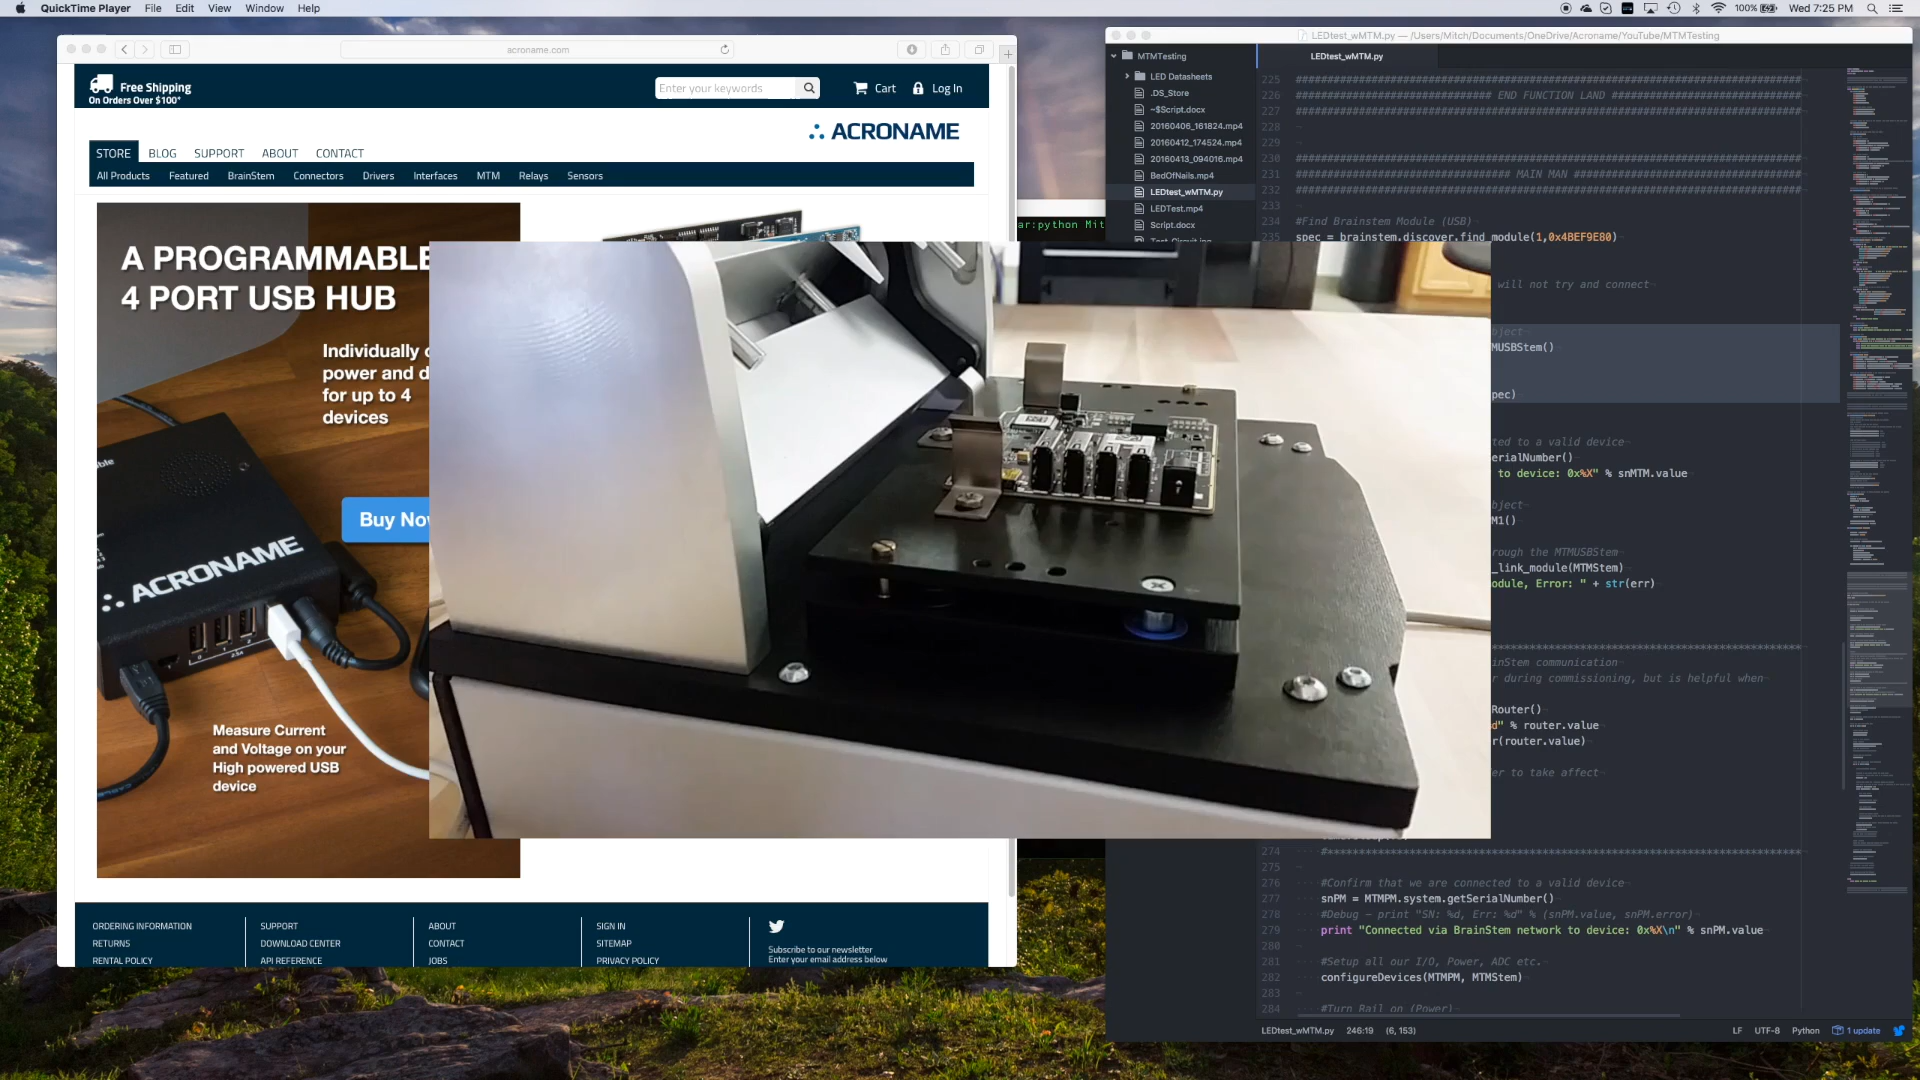 QuickTime Player File Edit View Window Help
100% Wed 7:25 PM
acroname.com
Free Shipping
On Orders Over $100*
Enter your keywords
Cart
Log In
ACRONAME
STORE BLOG SUPPORT ABOUT CONTACT
All Products Featured BrainStem Connectors Drivers Interfaces MTM Relays Sensors
A PROGRAMMABLE
4 PORT USB HUB
Individually
power and d
for up to 4
devices
Buy Nov
ACRONAME
Measure Current
and Voltage on your
High powered USB
device
ORDERING INFORMATION
RETURNS
RENTAL POLICY
SUPPORT
DOWNLOAD CENTER
API REFERENCE
ABOUT
CONTACT
JOBS
SIGN IN
SITEMAP
PRIVACY POLICY
Subscribe to our newsletter
Enter your email address below
ar:python Mit
LEDtest_wMTM.py — /Users/Mitch/Documents/OneDrive/Acroname/YouTube/MTMTesting
MTMTesting
LED Datasheets
.DS_Store
~$Script.docx
20160406_161824.mp4
20160412_174524.mp4
20160413_094016.mp4
BedOfNails.mp4
LEDtest_wMTM.py
LEDTest.mp4
Script.docx
LEDtest_wMTM.py
225 ################################################################################
226 ############################### END FUNCTION LAND ##############################
227 ################################################################################
228
229
230 ################################################################################
231 ################################## MAIN MAN ####################################
232 ################################################################################
233
234 #Find Brainstem Module (USB)
235 spec = brainstem.discover.find_module(1,0x4BEF9E80)
will not try and connect
bject
MUSBStem()
pec)
ted to a valid device
erialNumber()
to device: 0x%X" % snMTM.value
bject
M1()
rough the MTMUSBStem
_link_module(MTMStem)
odule, Error: " + str(err)
inStem communication
r during commissioning, but is helpful when
Router()
d" % router.value
r(router.value)
er to take affect
274 #****************************************************************************
275
276 #Confirm that we are connected to a valid device
277 snPM = MTMPM.system.getSerialNumber()
278 #Debug – print "SN: %d, Err: %d" % (snPM.value, snPM.error)
279 print "Connected via BrainStem network to device: 0x%X\n" % snPM.value
280
281 #Setup all our I/O, Power, ADC etc.
282 configureDevices(MTMPM, MTMStem)
283
284 #Turn Rail on (Power)
LEDtest_wMTM.py 246:19 (6, 153)
LF UTF-8 Python 1 update